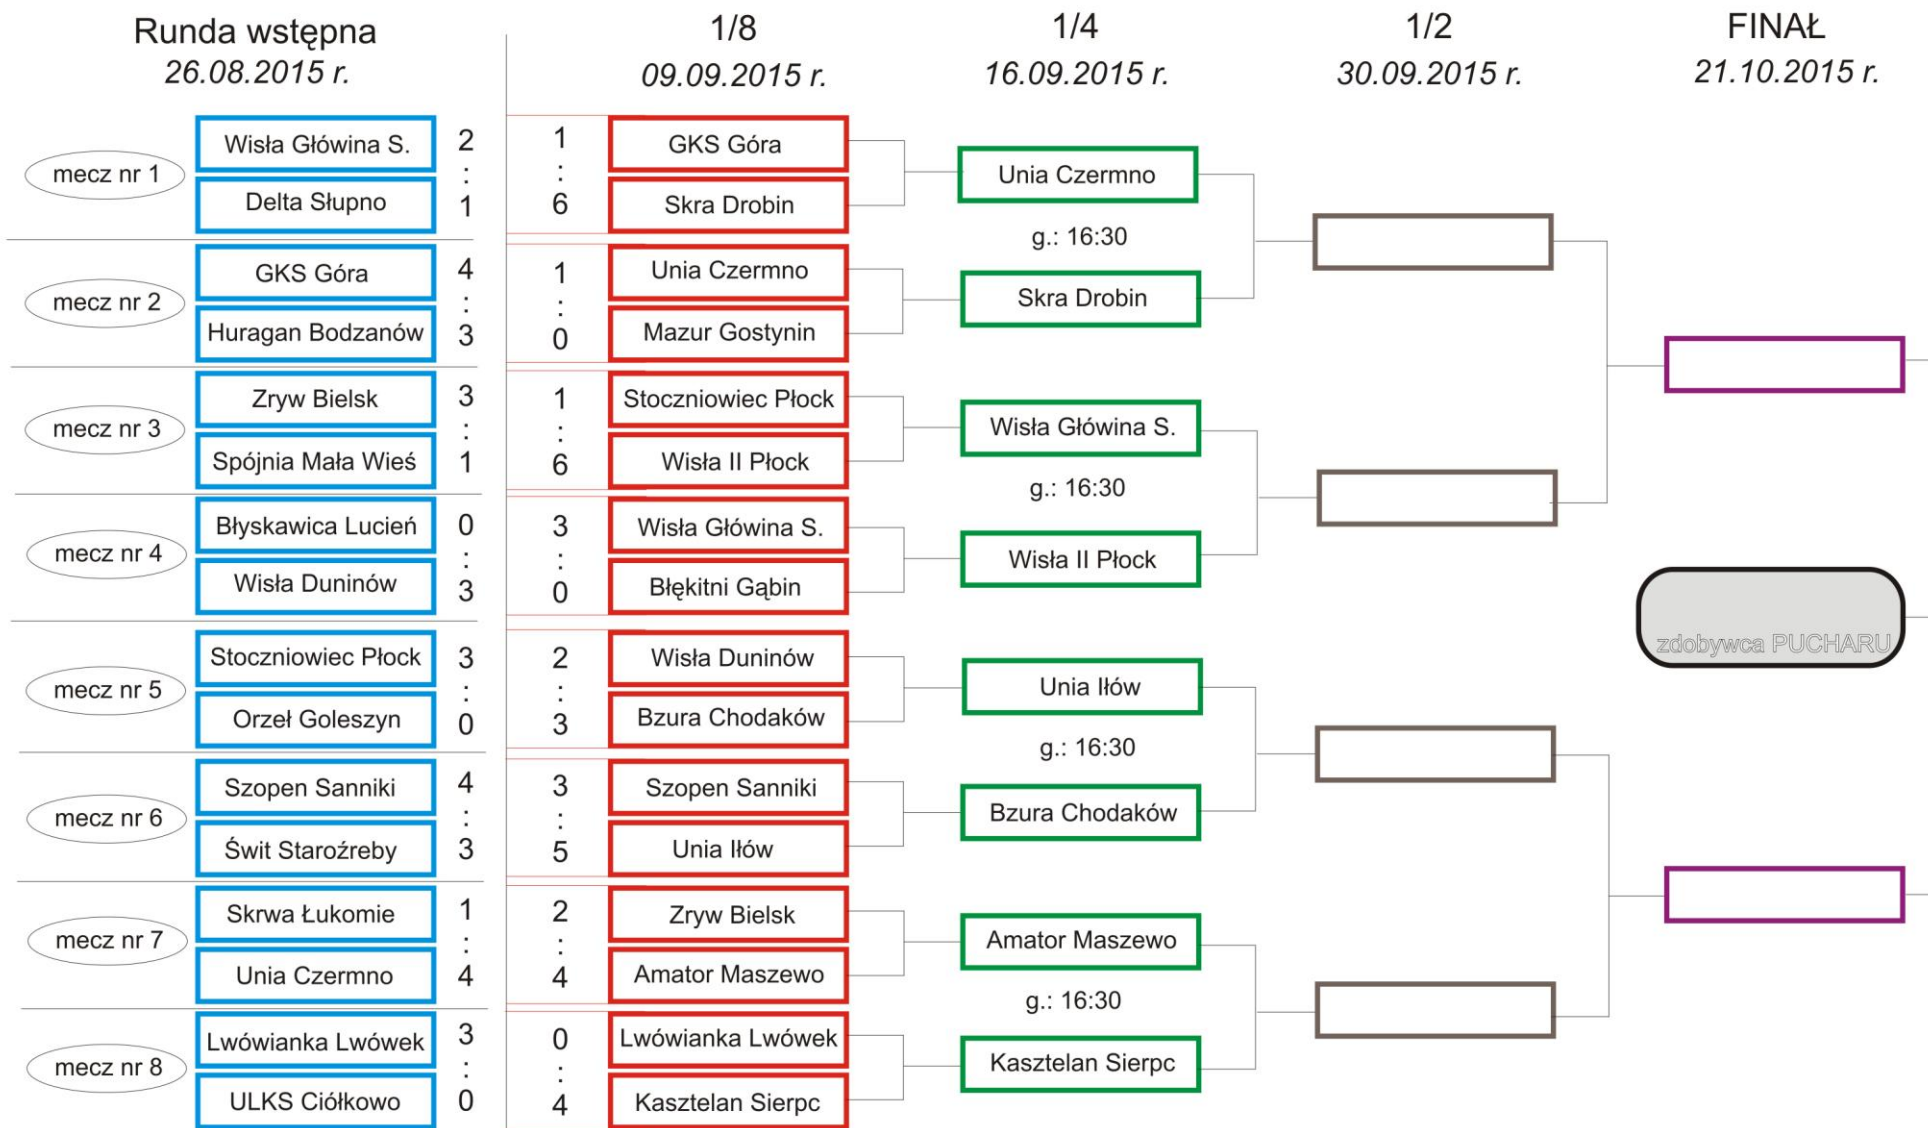 Runda wstępna
26.08.2015 r.
mecz nr 1
Wisła Główina S.
2
:
Delta Słupno
1
mecz nr 2
GKS Góra
4
:
Huragan Bodzanów
3
mecz nr 3
Zryw Bielsk
3
:
Spójnia Mała Wieś
1
mecz nr 4
Błyskawica Lucień
0
:
Wisła Duninów
3
mecz nr 5
Stoczniowiec Płock
3
:
Orzeł Goleszyn
0
mecz nr 6
Szopen Sanniki
4
:
Świt Staroźreby
3
mecz nr 7
Skrwa Łukomie
1
:
Unia Czermno
4
mecz nr 8
Lwówianka Lwówek
3
:
ULKS Ciółkowo
0
1/8
09.09.2015 r.
1
:
6
GKS Góra
Skra Drobin
1
:
0
Unia Czermno
Mazur Gostynin
1
:
6
Stoczniowiec Płock
Wisła II Płock
3
:
0
Wisła Główina S.
Błękitni Gąbin
2
:
3
Wisła Duninów
Bzura Chodaków
3
:
5
Szopen Sanniki
Unia Iłów
2
:
4
Zryw Bielsk
Amator Maszewo
0
:
4
Lwówianka Lwówek
Kasztelan Sierpc
1/4
16.09.2015 r.
Unia Czermno
g.: 16:30
Skra Drobin
Wisła Główina S.
g.: 16:30
Wisła II Płock
Unia Iłów
g.: 16:30
Bzura Chodaków
Amator Maszewo
g.: 16:30
Kasztelan Sierpc
1/2
30.09.2015 r.
FINAŁ
21.10.2015 r.
zdobywca PUCHARU